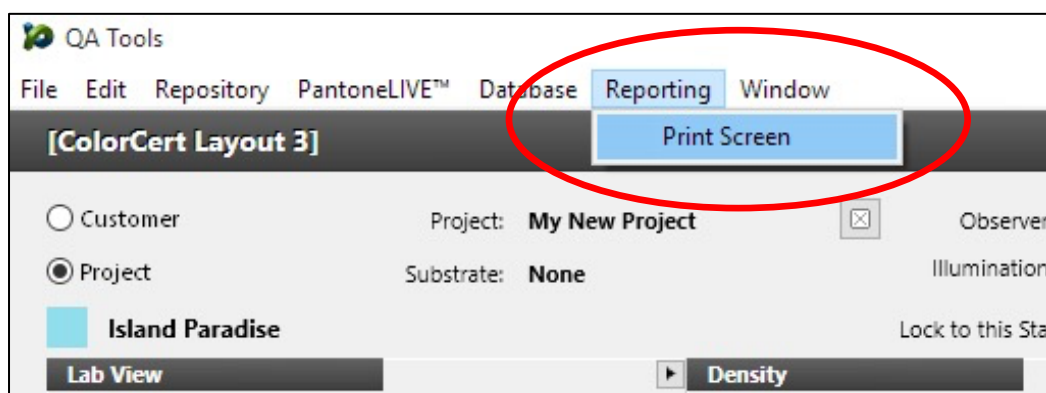 QA Tools
File Edit Repository PantoneLIVE™ Database Reporting Window
Print Screen
[ColorCert Layout 3]
Customer Project: My New Project Observer
Project Substrate: None Illumination
Island Paradise Lock to this Sta
Lab View Density